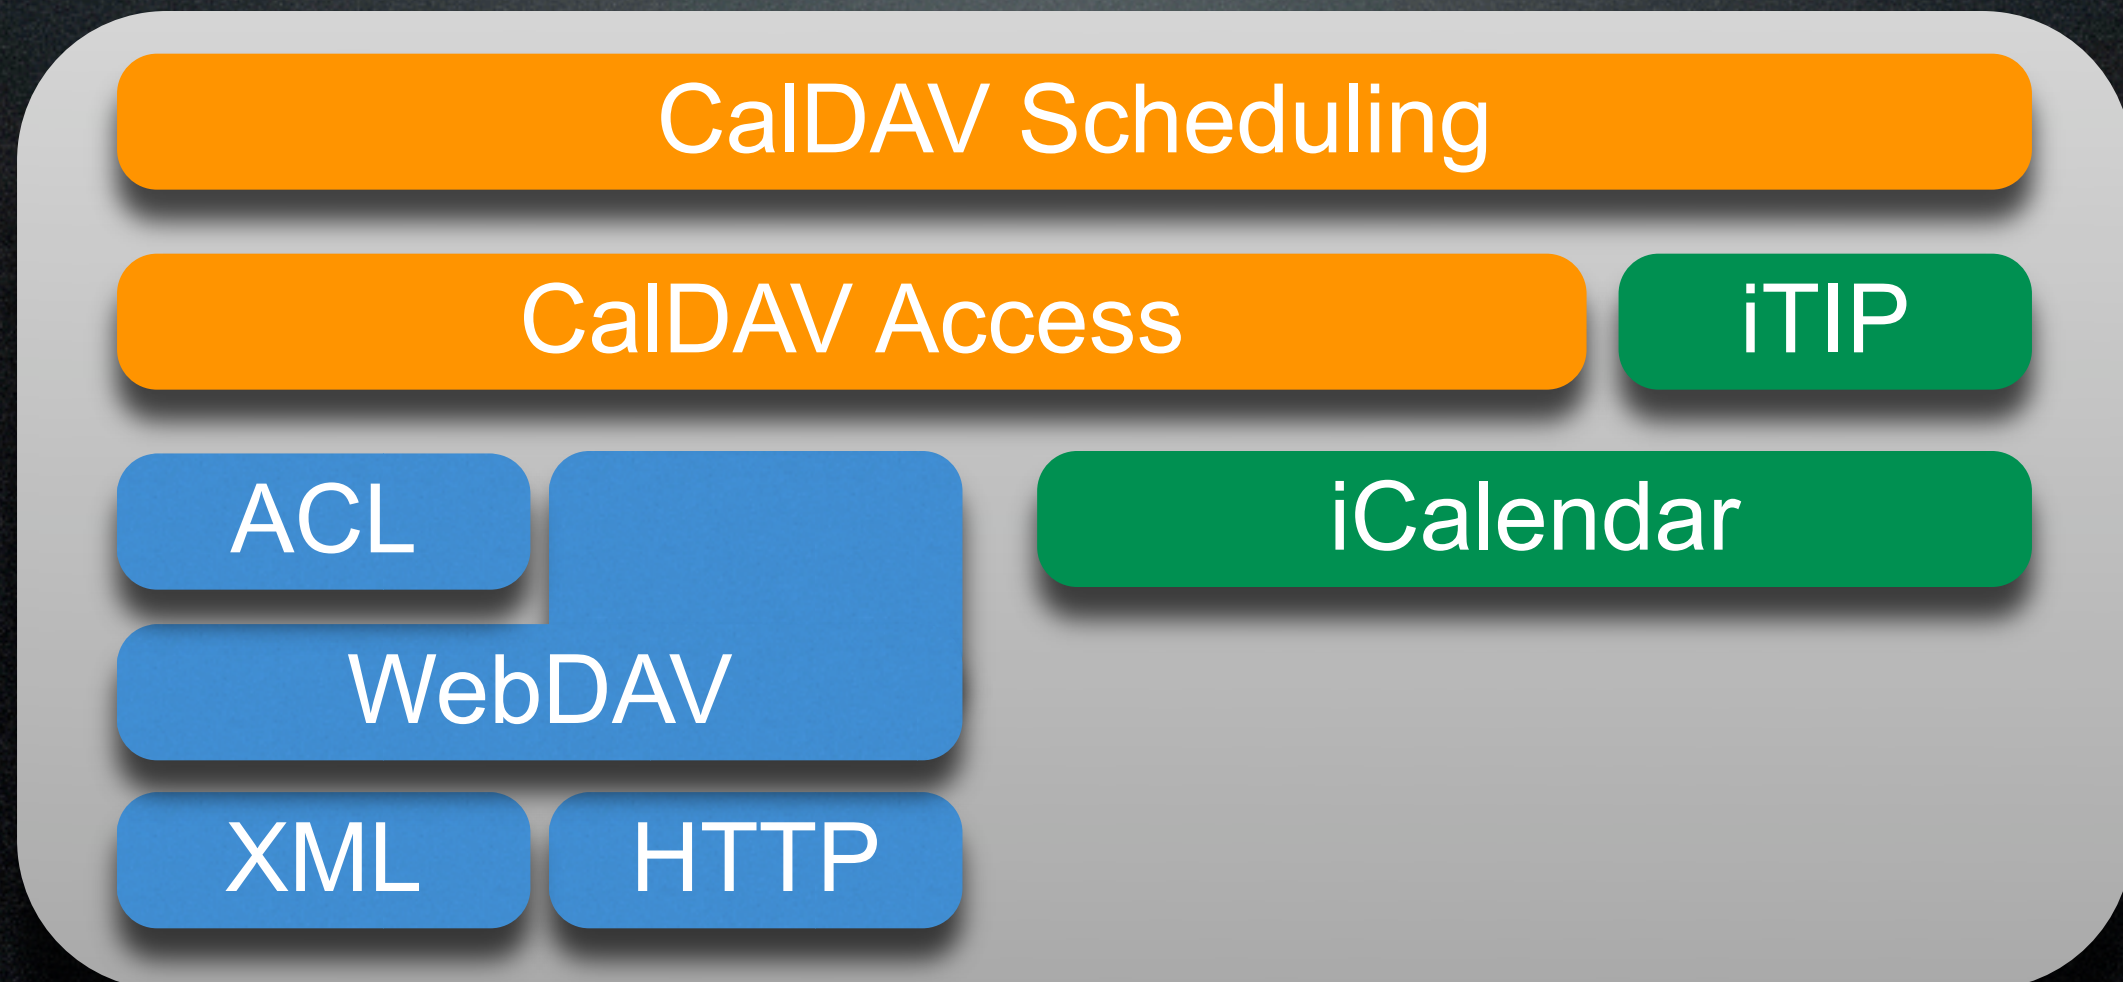 CalDAV Scheduling
CalDAV Access
iTIP
ACL
iCalendar
WebDAV
XML
HTTP